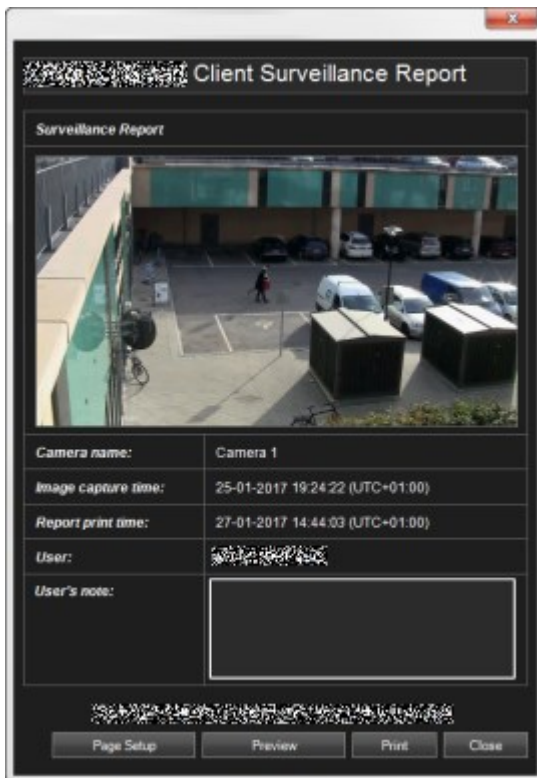 Client Surveillance Report
Surveillance Report
Camera name: Camera 1
Image capture time: 25-01-2017 19:24:22 (UTC+01:00)
Report print time: 27-01-2017 14:44:03 (UTC+01:00)
User:
User's note:
Page Setup Preview Print Close